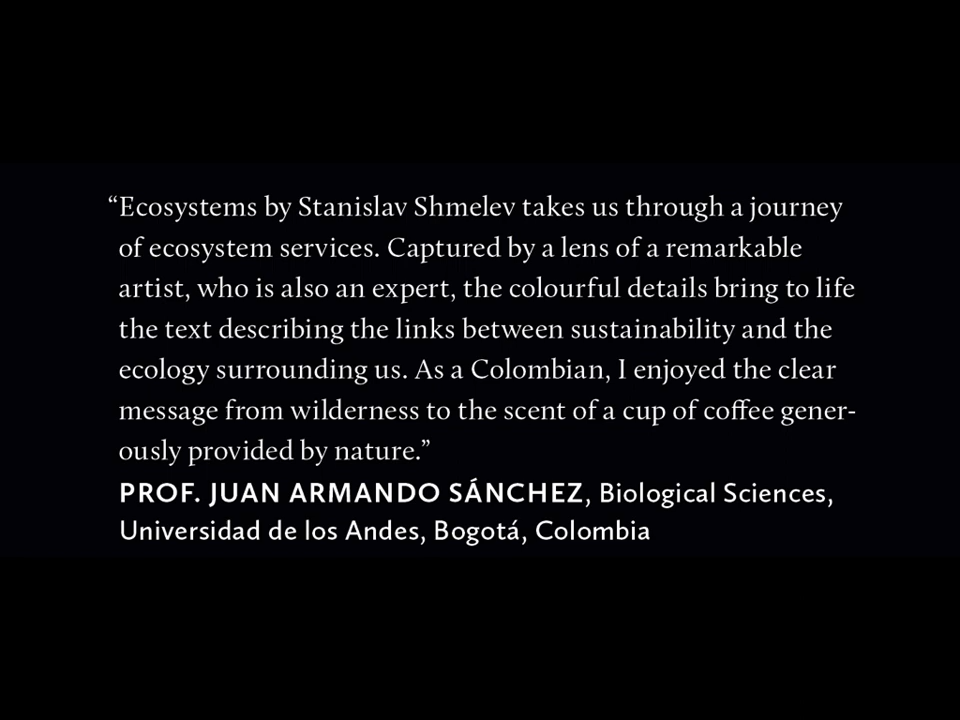 “Ecosystems by Stanislav Shmelev takes us through a journey
of ecosystem services. Captured by a lens of a remarkable
artist, who is also an expert, the colourful details bring to life
the text describing the links between sustainability and the
ecology surrounding us. As a Colombian, I enjoyed the clear
message from wilderness to the scent of a cup of coffee gener-
ously provided by nature.”
PROF. JUAN ARMANDO SÁNCHEZ, Biological Sciences,
Universidad de los Andes, Bogotá, Colombia